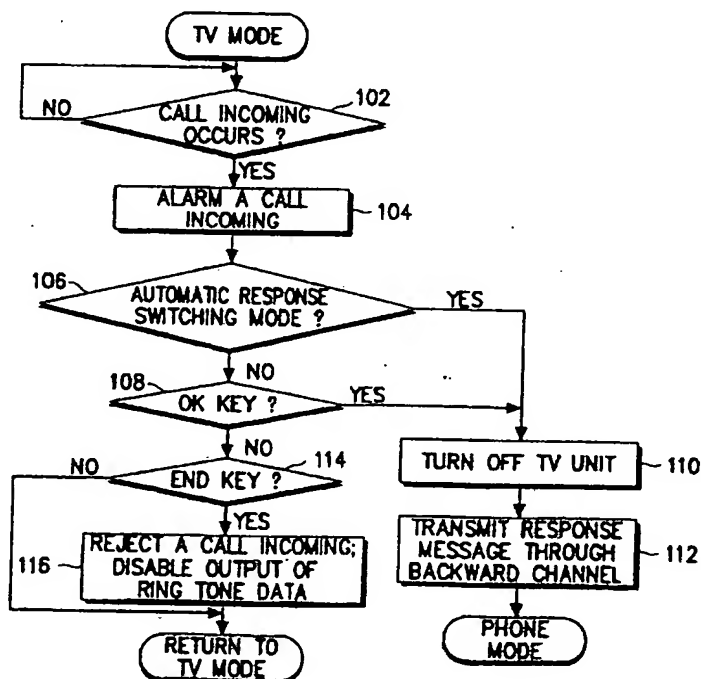 TV MODE
102
NO
CALL INCOMING
OCCURS ?
YES
ALARM A CALL
INCOMING
104
106
AUTOMATIC RESPONSE
SWITCHING MODE ?
YES
NO
108
OK KEY ?
YES
NO
NO
END KEY ?
114
TURN OFF TV UNIT
110
YES
116
REJECT A CALL INCOMING;
DISABLE OUTPUT OF
RING TONE DATA
TRANSMIT RESPONSE
MESSAGE THROUGH
BACKWARD CHANNEL
112
RETURN TO
TV MODE
PHONE
MODE